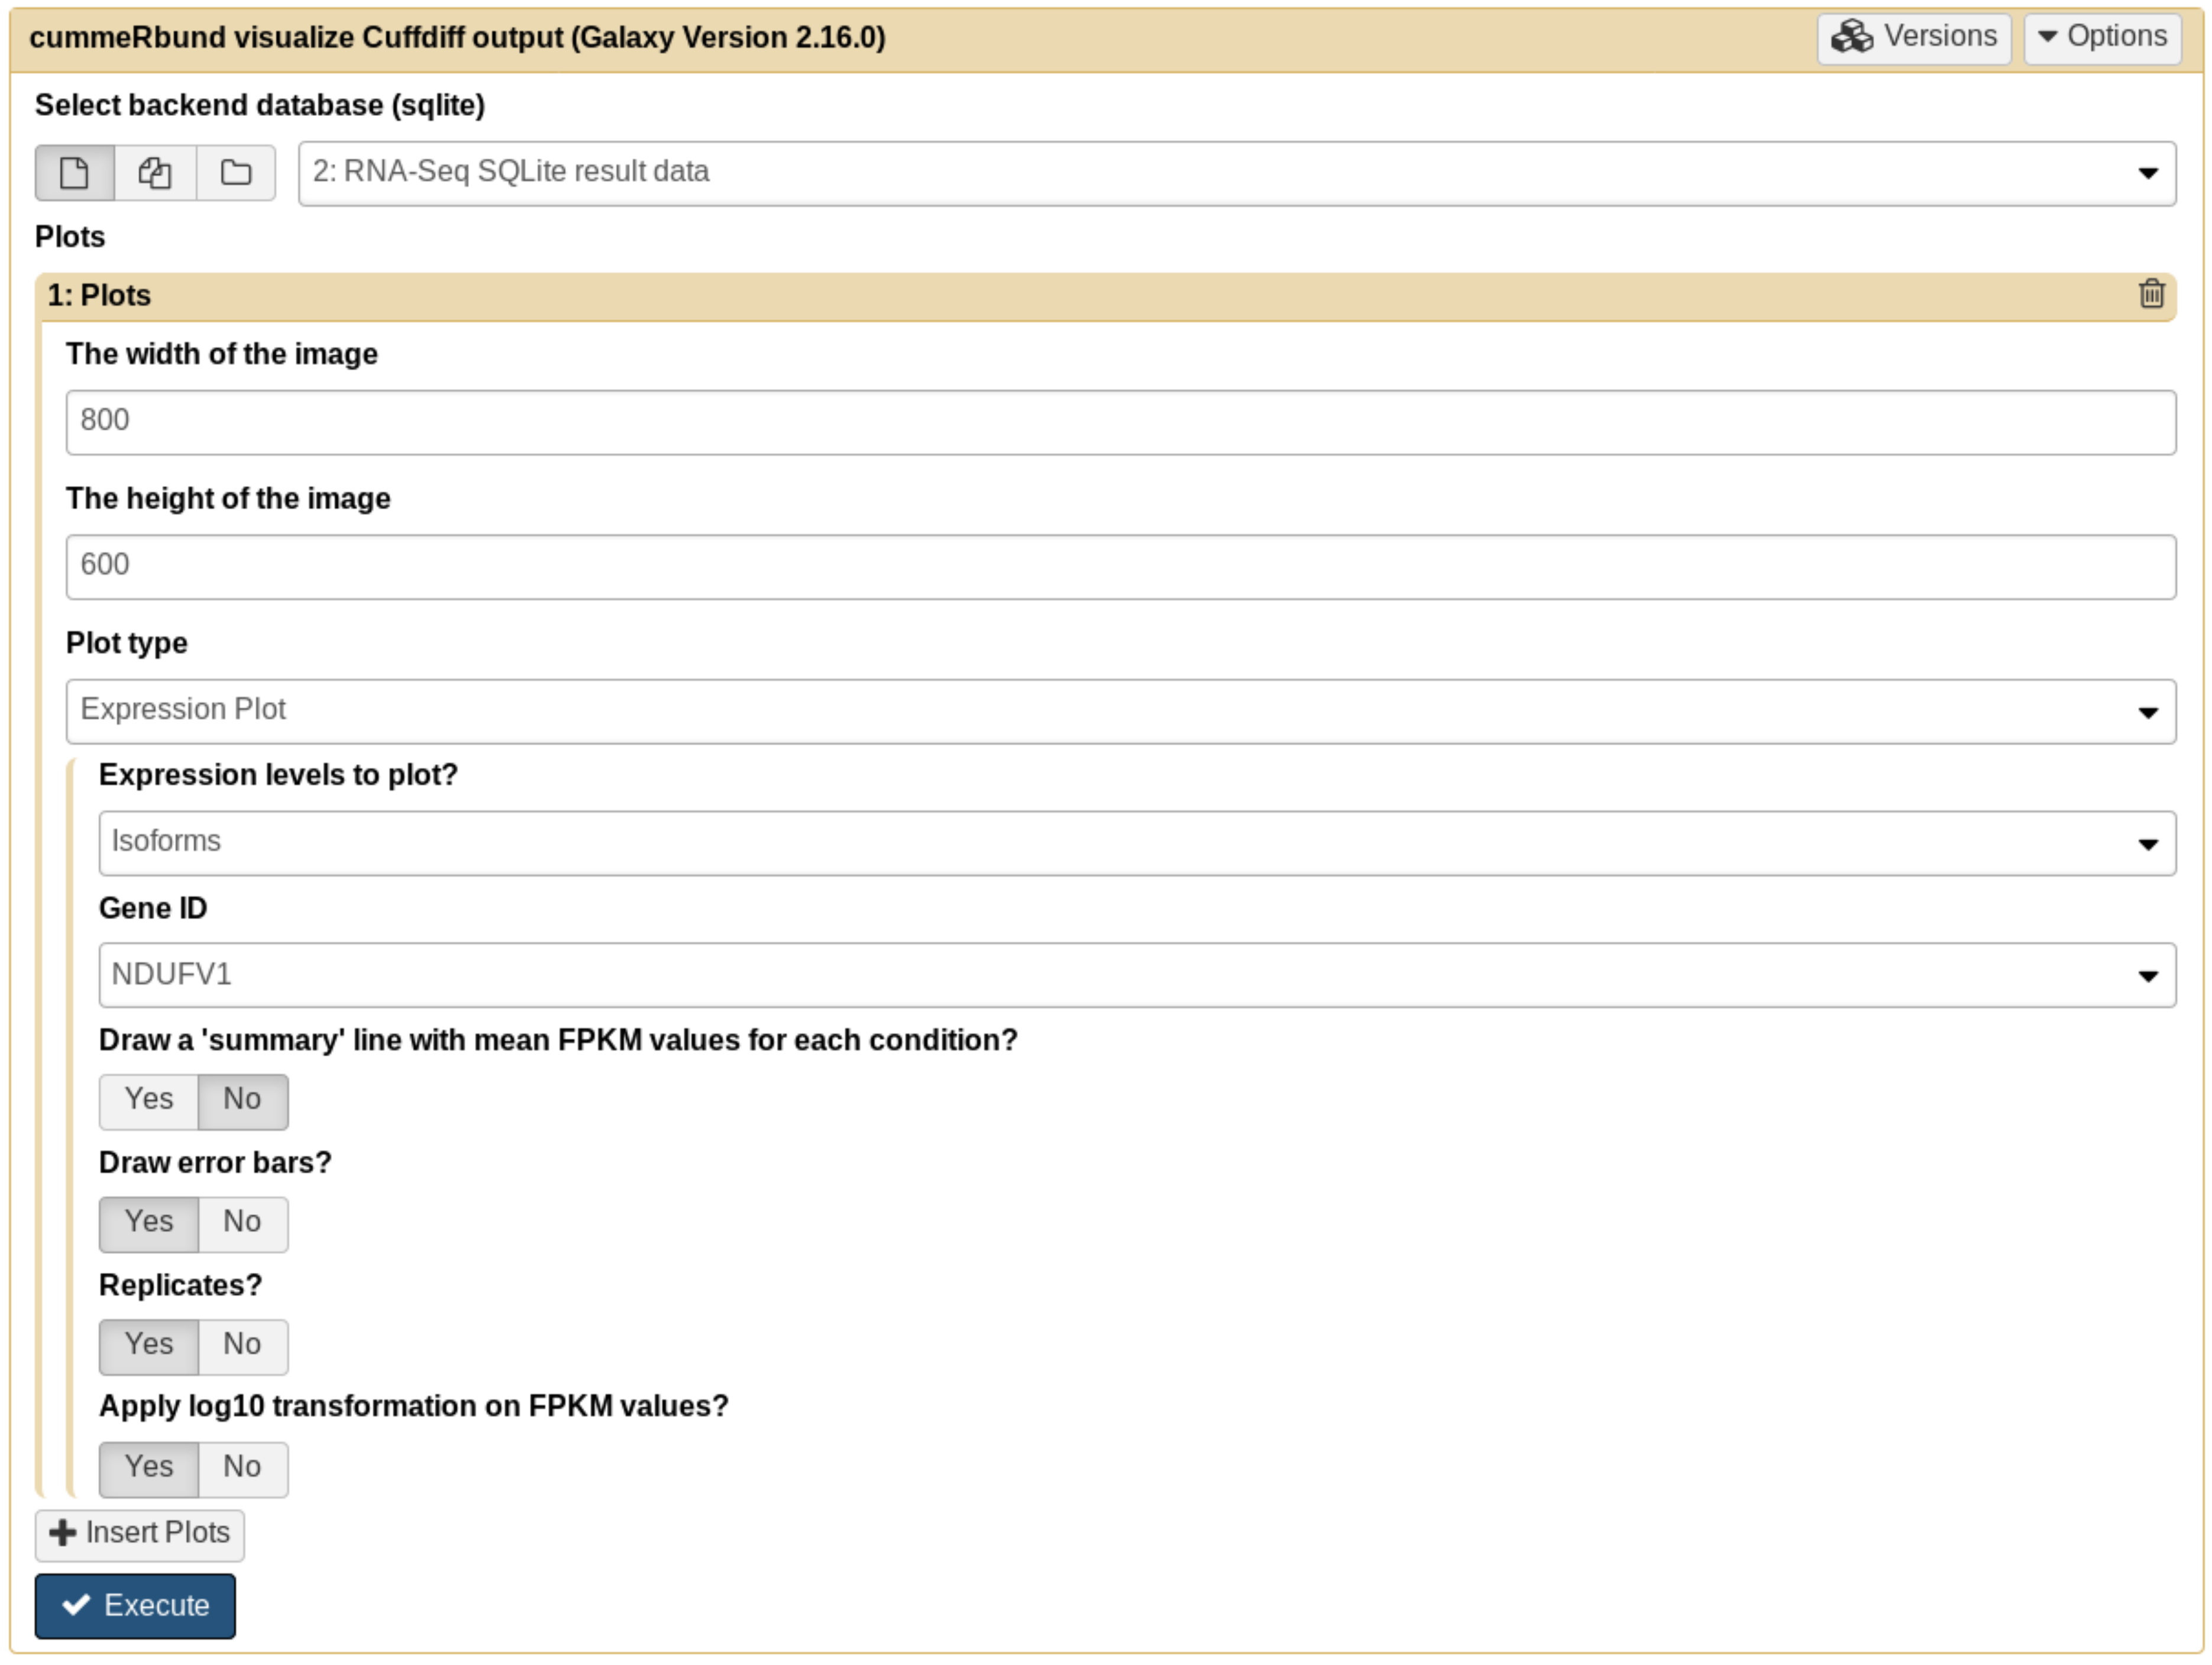 cummeRbund visualize Cuffdiff output (Galaxy Version 2.16.0) Versions Options
Select backend database (sqlite)
2: RNA-Seq SQLite result data
Plots
1: Plots
The width of the image
800
The height of the image
600
Plot type
Expression Plot
Expression levels to plot?
Isoforms
Gene ID
NDUFV1
Draw a 'summary' line with mean FPKM values for each condition?
Yes No
Draw error bars?
Yes No
Replicates?
Yes No
Apply log10 transformation on FPKM values?
Yes No
Insert Plots
Execute